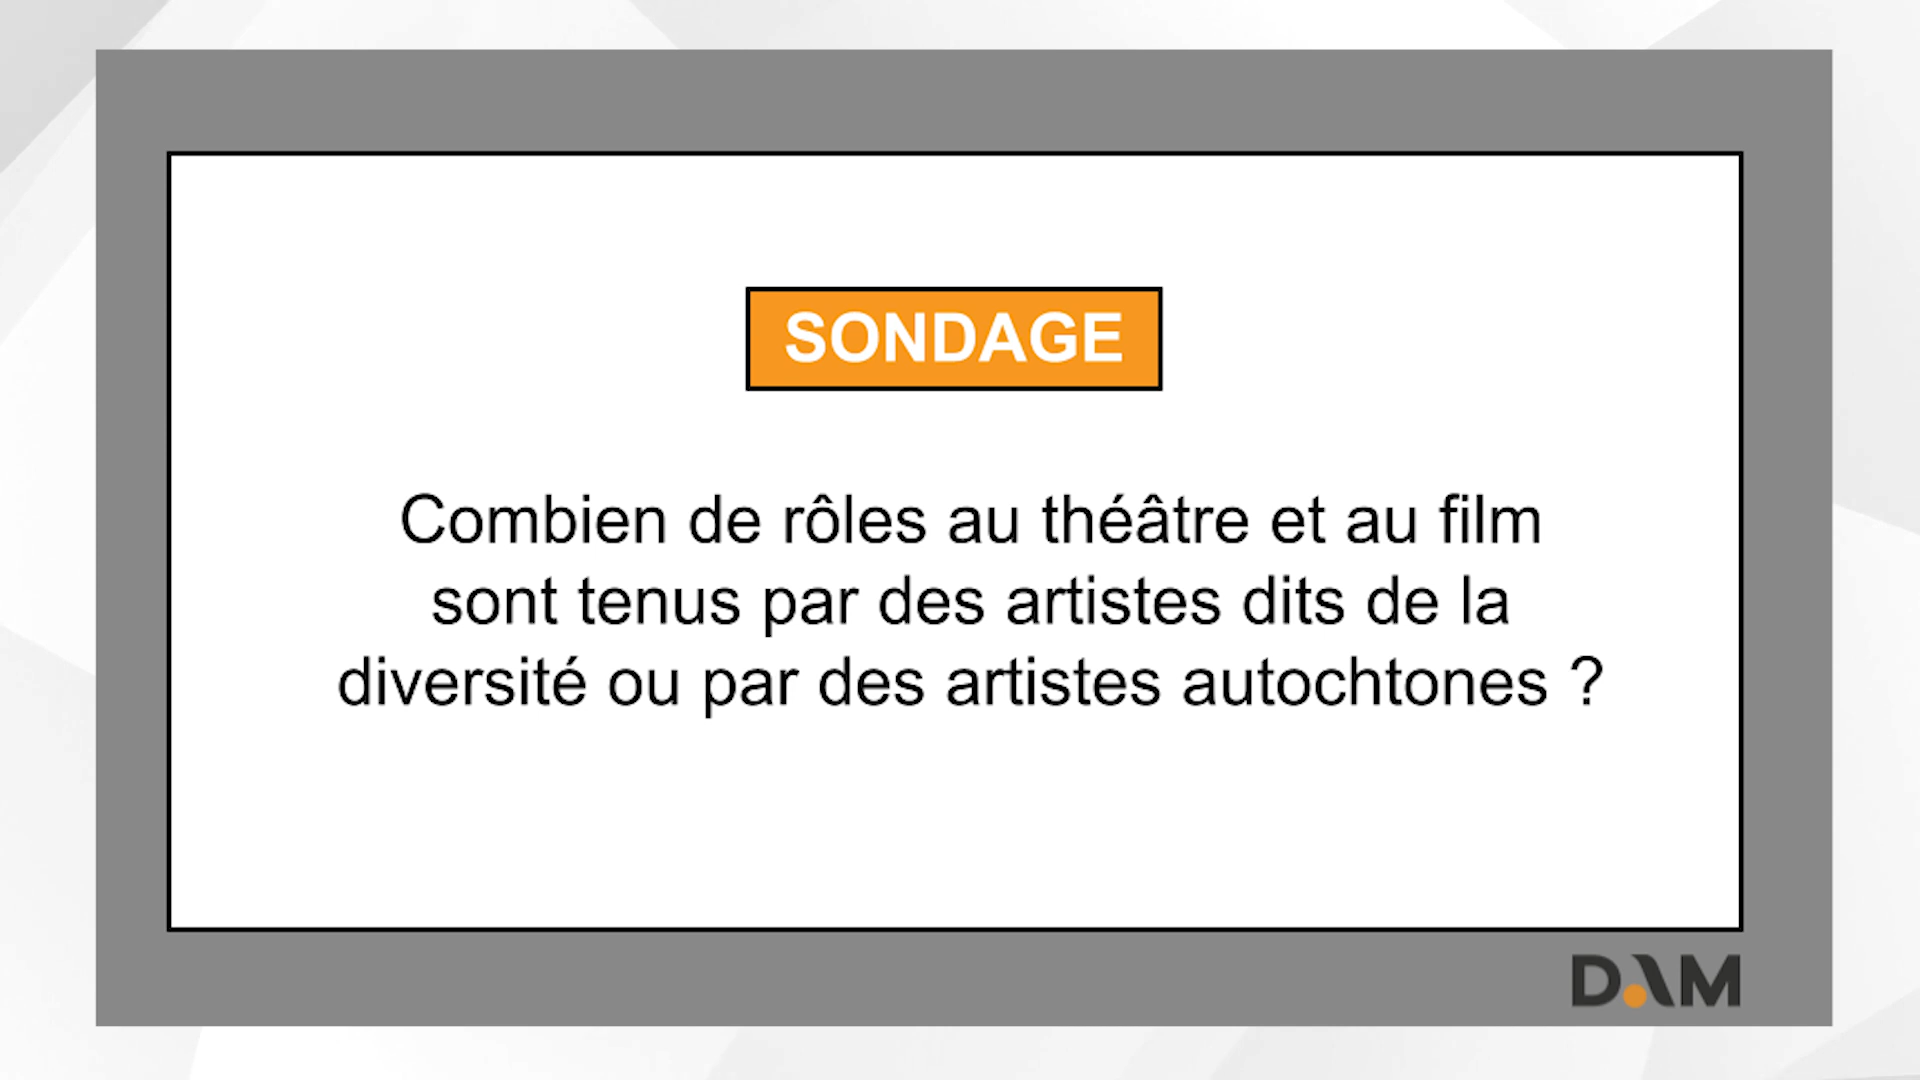 SONDAGE
Combien de rôles au théâtre et au film
sont tenus par des artistes dits de la
diversité ou par des artistes autochtones ?
DAM